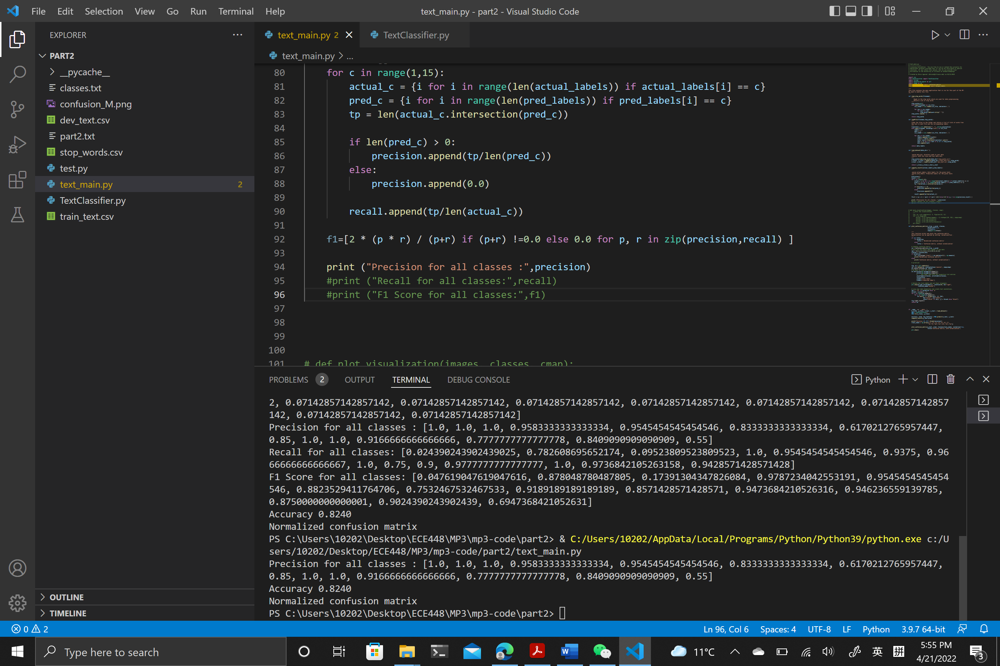 File Edit Selection View Go Run Terminal Help
text_main.py - part2 - Visual Studio Code
EXPLORER
PART2
__pycache__
classes.txt
confusion_M.png
dev_text.csv
part2.txt
stop_words.csv
test.py
text_main.py 2
TextClassifier.py
train_text.csv
OUTLINE
TIMELINE
text_main.py 2
TextClassifier.py
text_main.py > ...
80 for c in range(1,15):
81 actual_c = {i for i in range(len(actual_labels)) if actual_labels[i] == c}
82 pred_c = {i for i in range(len(pred_labels)) if pred_labels[i] == c}
83 tp = len(actual_c.intersection(pred_c))
84
85 if len(pred_c) > 0:
86 precision.append(tp/len(pred_c))
87 else:
88 precision.append(0.0)
89
90 recall.append(tp/len(actual_c))
91
92 f1=[2 * (p * r) / (p+r) if (p+r) !=0.0 else 0.0 for p, r in zip(precision,recall) ]
93
94 print ("Precision for all classes :",precision)
95 #print ("Recall for all classes:",recall)
96 #print ("F1 Score for all classes:",f1)
97
98
99
100
101 # def plot_visualization(images, classes, cmap):
PROBLEMS 2 OUTPUT TERMINAL DEBUG CONSOLE
Python
2, 0.07142857142857142, 0.07142857142857142, 0.07142857142857142, 0.07142857142857142, 0.07142857142857142, 0.07142857142857
142, 0.07142857142857142, 0.07142857142857142]
Precision for all classes : [1.0, 1.0, 1.0, 0.9583333333333334, 0.9545454545454546, 0.8333333333333334, 0.6170212765957447,
0.85, 1.0, 1.0, 0.9166666666666666, 0.7777777777777778, 0.8409090909090909, 0.55]
Recall for all classes: [0.024390243902439025, 0.782608695652174, 0.09523809523809523, 1.0, 0.9545454545454546, 0.9375, 0.96
66666666666667, 1.0, 0.75, 0.9, 0.9777777777777777, 1.0, 0.9736842105263158, 0.9428571428571428]
F1 Score for all classes: [0.047619047619047616, 0.878048780487805, 0.17391304347826084, 0.9787234042553191, 0.9545454545454
546, 0.8823529411764706, 0.7532467532467533, 0.9189189189189189, 0.8571428571428571, 0.9473684210526316, 0.946236559139785,
0.8750000000000001, 0.9024390243902439, 0.6947368421052631]
Accuracy 0.8240
Normalized confusion matrix
PS C:\Users\10202\Desktop\ECE448\MP3\mp3-code\part2> & C:/Users/10202/AppData/Local/Programs/Python/Python39/python.exe c:/U
sers/10202/Desktop/ECE448/MP3/mp3-code/part2/text_main.py
Precision for all classes : [1.0, 1.0, 1.0, 0.9583333333333334, 0.9545454545454546, 0.8333333333333334, 0.6170212765957447,
0.85, 1.0, 1.0, 0.9166666666666666, 0.7777777777777778, 0.8409090909090909, 0.55]
Accuracy 0.8240
Normalized confusion matrix
PS C:\Users\10202\Desktop\ECE448\MP3\mp3-code\part2>
0 2
Ln 96, Col 6 Spaces: 4 UTF-8 LF Python 3.9.7 64-bit
Type here to search
11°C
英 拼
5:55 PM
4/21/2022
3